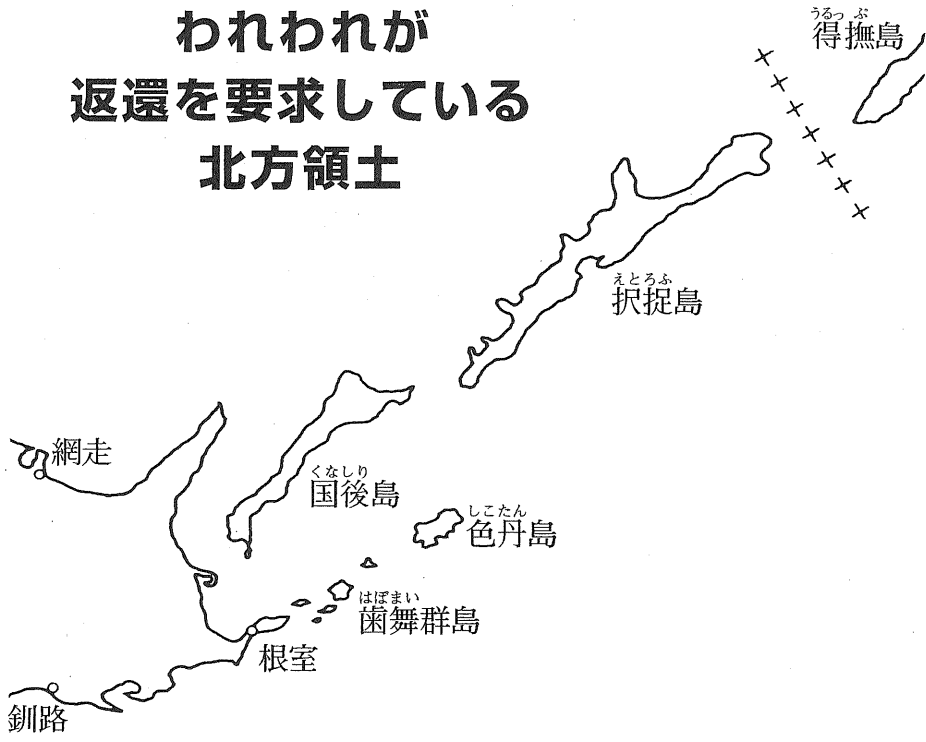 われわれが
返還を要求している
北方領土
うるっぷ
得撫島
えとろふ
択捉島
網走
くなしり
国後島
しこたん
色丹島
はぼまい
歯舞群島
根室
釧路